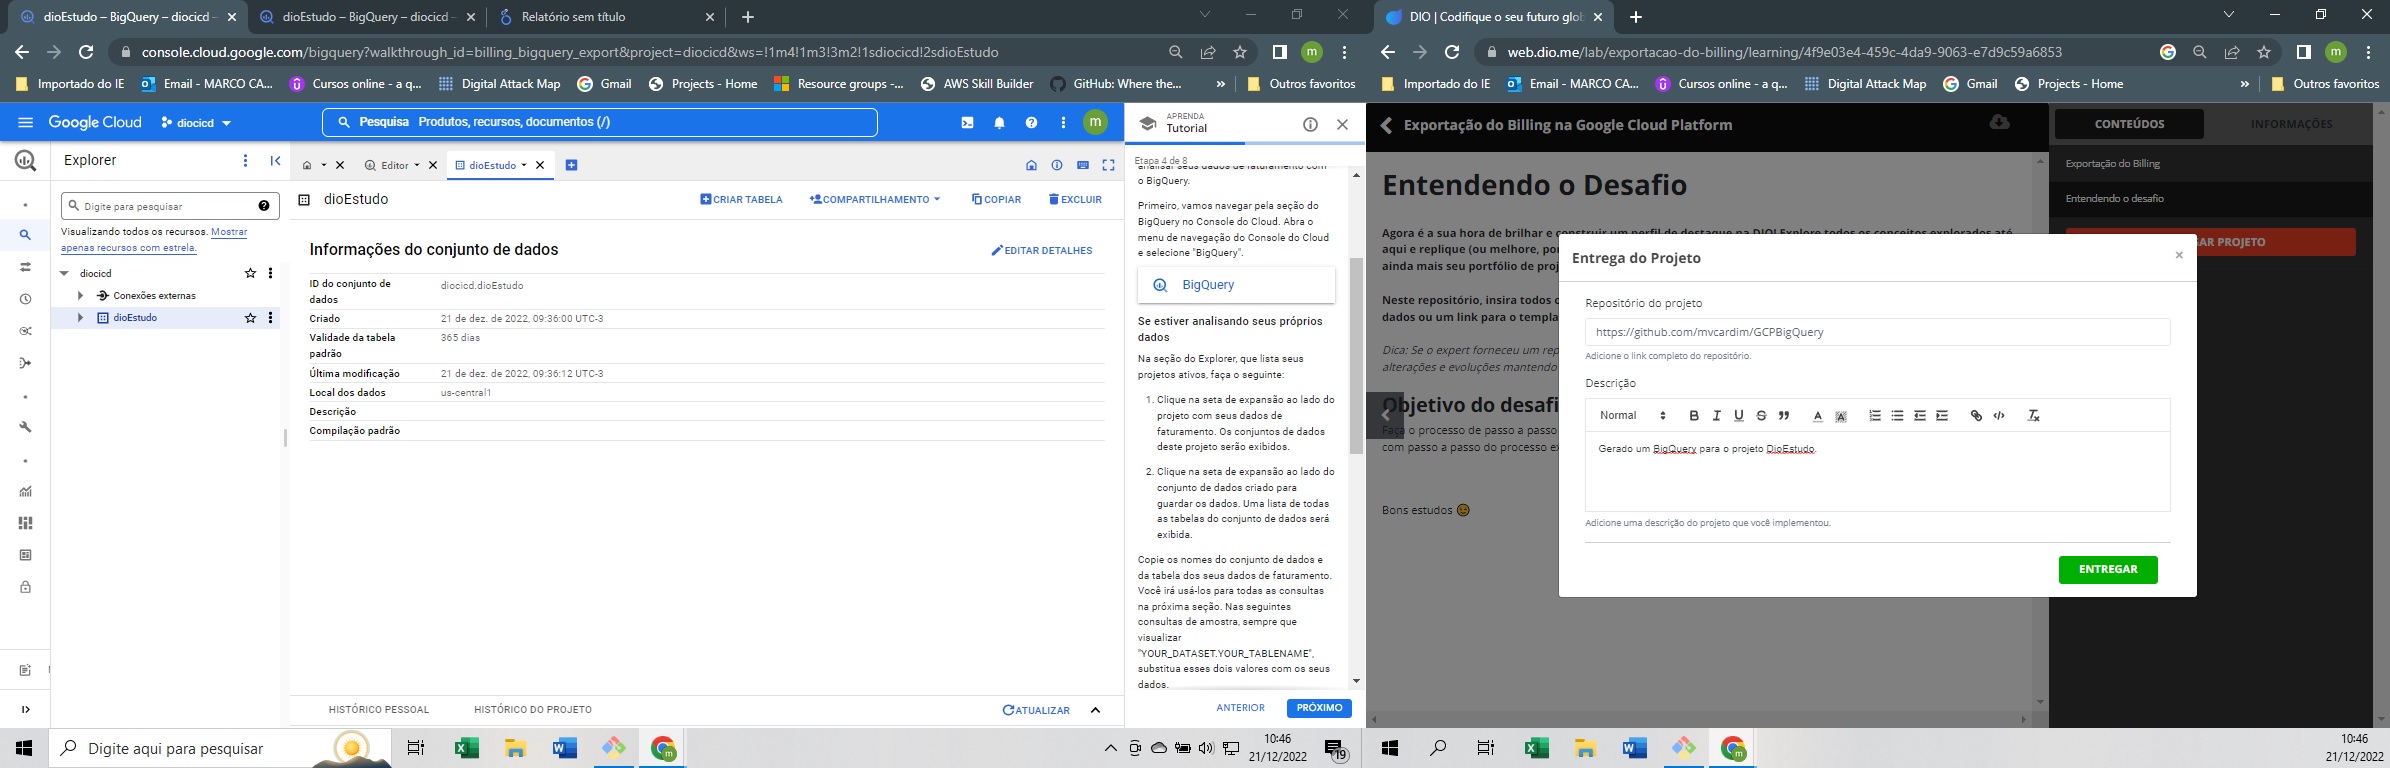 dioEstudo – BigQuery – diocicd –
dioEstudo – BigQuery – diocicd –
Relatório sem título
console.cloud.google.com/bigquery?walkthrough_id=billing_bigquery_export&project=diocicd&ws=!1m4!1m3!3m2!1sdiocicd!2sdioEstudo
m
Importado do IE
Email - MARCO CA...
Cursos online - a q...
Digital Attack Map
Gmail
Projects - Home
Resource groups -...
AWS Skill Builder
GitHub: Where the...
»
Outros favoritos
Google Cloud
diocicd
Pesquisa Produtos, recursos, documentos (/)
m
Explorer
Digite para pesquisar
Visualizando todos os recursos. Mostrar
apenas recursos com estrela.
diocicd
Conexões externas
dioEstudo
Editor
dioEstudo
dioEstudo
CRIAR TABELA
COMPARTILHAMENTO
COPIAR
EXCLUIR
Informações do conjunto de dados
EDITAR DETALHES
ID do conjunto de
dados
diocicd.dioEstudo
Criado
21 de dez. de 2022, 09:36:00 UTC-3
Validade da tabela
padrão
365 dias
Última modificação
21 de dez. de 2022, 09:36:12 UTC-3
Local dos dados
us-central1
Descrição
Compilação padrão
HISTÓRICO PESSOAL
HISTÓRICO DO PROJETO
ATUALIZAR
APRENDA
Tutorial
Etapa 4 de 8
analisar seus dados de faturamento com
o BigQuery.
Primeiro, vamos navegar pela seção do
BigQuery no Console do Cloud. Abra o
menu de navegação do Console do Cloud
e selecione "BigQuery".
BigQuery
Se estiver analisando seus próprios
dados
Na seção do Explorer, que lista seus
projetos ativos, faça o seguinte:
1. Clique na seta de expansão ao lado do
projeto com seus dados de
faturamento. Os conjuntos de dados
deste projeto serão exibidos.
2. Clique na seta de expansão ao lado do
conjunto de dados criado para
guardar os dados. Uma lista de todas
as tabelas do conjunto de dados será
exibida.
Copie os nomes do conjunto de dados e
da tabela dos seus dados de faturamento.
Você irá usá-los para todas as consultas
na próxima seção. Nas seguintes
consultas de amostra, sempre que
visualizar
"YOUR_DATASET.YOUR_TABLENAME",
substitua esses dois valores com os seus
dados.
ANTERIOR
PRÓXIMO
Digite aqui para pesquisar
10:46
21/12/2022
19
DIO | Codifique o seu futuro glob
web.dio.me/lab/exportacao-do-billing/learning/4f9e03e4-459c-4da9-9063-e7d9c59a6853
m
Importado do IE
Email - MARCO CA...
Cursos online - a q...
Digital Attack Map
Gmail
Projects - Home
»
Outros favoritos
Exportação do Billing na Google Cloud Platform
CONTEÚDOS
INFORMAÇÕES
Exportação do Billing
Entendendo o desafio
GAR PROJETO
Entendendo o Desafio
Agora é a sua hora de brilhar e construir um perfil de destaque na DIO! Explore todos os conceitos explorados até
aqui e replique (ou melhore, por
ainda mais seu portfólio de proj
Neste repositório, insira todos o
dados ou um link para o templa
Dica: Se o expert forneceu um rep
alterações e evoluções mantendo
Objetivo do desafi
Faça o processo de passo a passo
com passo a passo do processo ex
Bons estudos 😉
Entrega do Projeto
×
Repositório do projeto
https://github.com/mvcardim/GCPBigQuery
Adicione o link completo do repositório.
Descrição
Normal
Gerado um BigQuery para o projeto DioEstudo.
Adicione uma descrição do projeto que você implementou.
ENTREGAR
10:46
21/12/2022